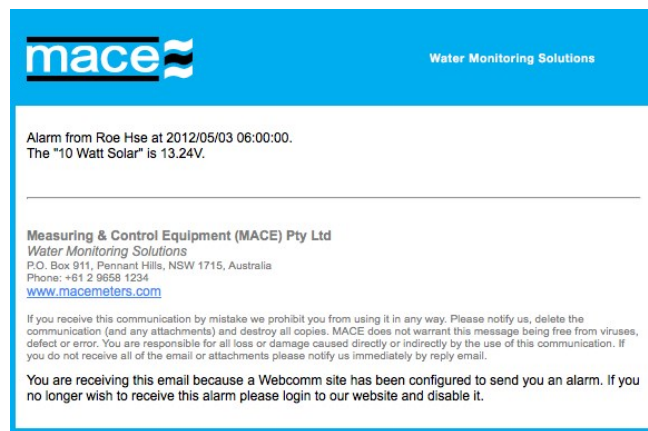 mace
Water Monitoring Solutions
Alarm from Roe Hse at 2012/05/03 06:00:00.
The "10 Watt Solar" is 13.24V.
Measuring & Control Equipment (MACE) Pty Ltd
Water Monitoring Solutions
P.O. Box 911, Pennant Hills, NSW 1715, Australia
Phone: +61 2 9658 1234
www.macemeters.com
If you receive this communication by mistake we prohibit you from using it in any way. Please notify us, delete the
communication (and any attachments) and destroy all copies. MACE does not warrant this message being free from viruses,
defect or error. You are responsible for all loss or damage caused directly or indirectly by the use of this communication. If
you do not receive all of the email or attachments please notify us immediately by reply email.
You are receiving this email because a Webcomm site has been configured to send you an alarm. If you
no longer wish to receive this alarm please login to our website and disable it.